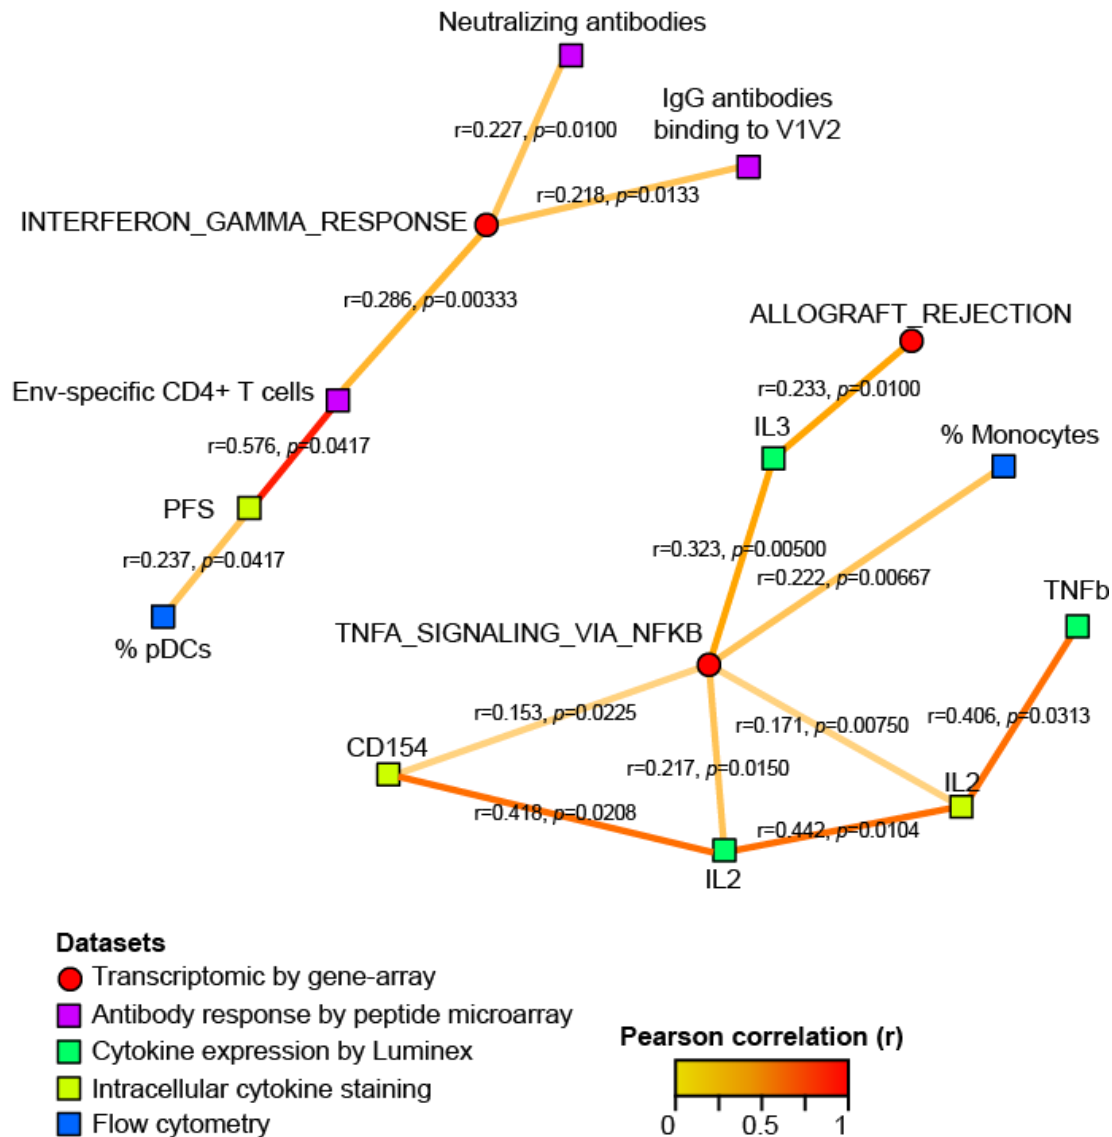 Neutralizing antibodies
IgG antibodies
binding to V1V2
r=0.227, p=0.0100
r=0.218, p=0.0133
INTERFERON_GAMMA_RESPONSE
r=0.286, p=0.00333
ALLOGRAFT_REJECTION
Env-specific CD4+ T cells
r=0.233, p=0.0100
IL3
% Monocytes
r=0.576, p=0.0417
PFS
r=0.237, p=0.0417
r=0.323, p=0.00500
r=0.222, p=0.00667
TNFb
% pDCs
TNFA_SIGNALING_VIA_NFKB
r=0.153, p=0.0225
r=0.171, p=0.00750
r=0.406, p=0.0313
CD154
r=0.217, p=0.0150
IL2
r=0.418, p=0.0208
r=0.442, p=0.0104
IL2
Datasets
Transcriptomic by gene-array
Antibody response by peptide microarray
Cytokine expression by Luminex
Intracellular cytokine staining
Flow cytometry
Pearson correlation (r)
0 0.5 1